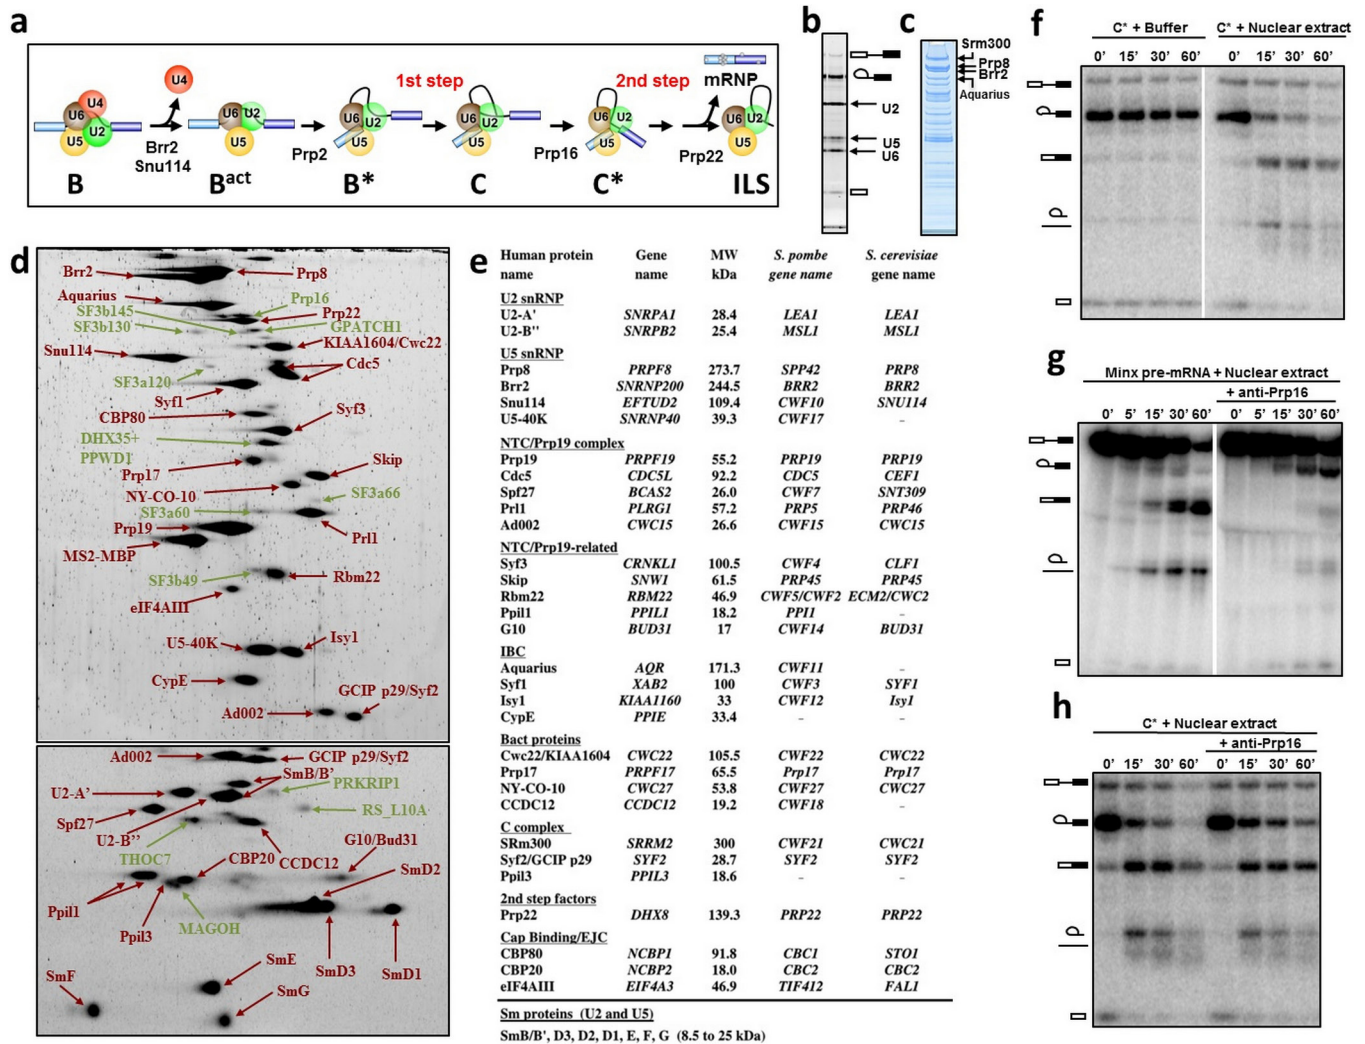 a
1st step
2nd step
mRNP
U4
U4
U6
U2
U5
Brr2
Snu114
U6
U2
U5
Prp2
U6
U2
U5
U6
U2
U5
Prp16
U6
U2
U5
Prp22
U2
U5
B
Bact
B*
C
C*
ILS
b
U2
U5
U6
c
Srm300
Prp8
Brr2
Aquarius
d
Brr2
Prp8
Aquarius
Prp16
SF3b145
Prp22
SF3b130
GPATCH1
KIAA1604/Cwc22
Snu114
Cdc5
SF3a120
Syf1
CBP80
Syf3
DHX35+
PPWD1
Prp17
Skip
NY-CO-10
SF3a66
SF3a60
Prp19
Prl1
MS2-MBP
SF3b49
Rbm22
eIF4AIII
U5-40K
Isy1
CypE
GCIP p29/Syf2
Ad002
Ad002
GCIP p29/Syf2
SmB/B'
U2-A'
PRKRIP1
Spf27
RS_L10A
U2-B''
G10/Bud31
THOC7
CBP20
CCDC12
SmD2
Ppil1
Ppil3
MAGOH
SmE
SmD3
SmD1
SmF
SmG
e
Human protein Gene MW S. pombe S. cerevisiae
name name kDa gene name gene name
U2 snRNP
U2-A' SNRPA1 28.4 LEA1 LEA1
U2-B'' SNRPB2 25.4 MSL1 MSL1
U5 snRNP
Prp8 PRPF8 273.7 SPP42 PRP8
Brr2 SNRNP200 244.5 BRR2 BRR2
Snu114 EFTUD2 109.4 CWF10 SNU114
U5-40K SNRNP40 39.3 CWF17 -
NTC/Prp19 complex
Prp19 PRPF19 55.2 PRP19 PRP19
Cdc5 CDC5L 92.2 CDC5 CEF1
Spf27 BCAS2 26.0 CWF7 SNT309
Prl1 PLRG1 57.2 PRP5 PRP46
Ad002 CWC15 26.6 CWF15 CWC15
NTC/Prp19-related
Syf3 CRNKL1 100.5 CWF4 CLF1
Skip SNW1 61.5 PRP45 PRP45
Rbm22 RBM22 46.9 CWF5/CWF2 ECM2/CWC2
Ppil1 PPIL1 18.2 PPI1 -
G10 BUD31 17 CWF14 BUD31
IBC
Aquarius AQR 171.3 CWF11 -
Syf1 XAB2 100 CWF3 SYF1
Isy1 KIAA1160 33 CWF12 Isy1
CypE PPIE 33.4 - -
Bact proteins
Cwc22/KIAA1604 CWC22 105.5 CWF22 CWC22
Prp17 PRPF17 65.5 Prp17 Prp17
NY-CO-10 CWC27 53.8 CWF27 CWC27
CCDC12 CCDC12 19.2 CWF18 -
C complex
SRm300 SRRM2 300 CWF21 CWC21
Syf2/GCIP p29 SYF2 28.7 SYF2 SYF2
Ppil3 PPIL3 18.6 - -
2nd step factors
Prp22 DHX8 139.3 PRP22 PRP22
Cap Binding/EJC
CBP80 NCBP1 91.8 CBC1 STO1
CBP20 NCBP2 18.0 CBC2 CBC2
eIF4AIII EIF4A3 46.9 TIF412 FAL1
Sm proteins (U2 and U5)
SmB/B', D3, D2, D1, E, F, G (8.5 to 25 kDa)
f
C* + Buffer C* + Nuclear extract
0' 15' 30' 60' 0' 15' 30' 60'
g
Minx pre-mRNA + Nuclear extract
+ anti-Prp16
0' 5' 15' 30' 60' 0' 5' 15' 30' 60'
h
C* + Nuclear extract
+ anti-Prp16
0' 15' 30' 60' 0' 15' 30' 60'